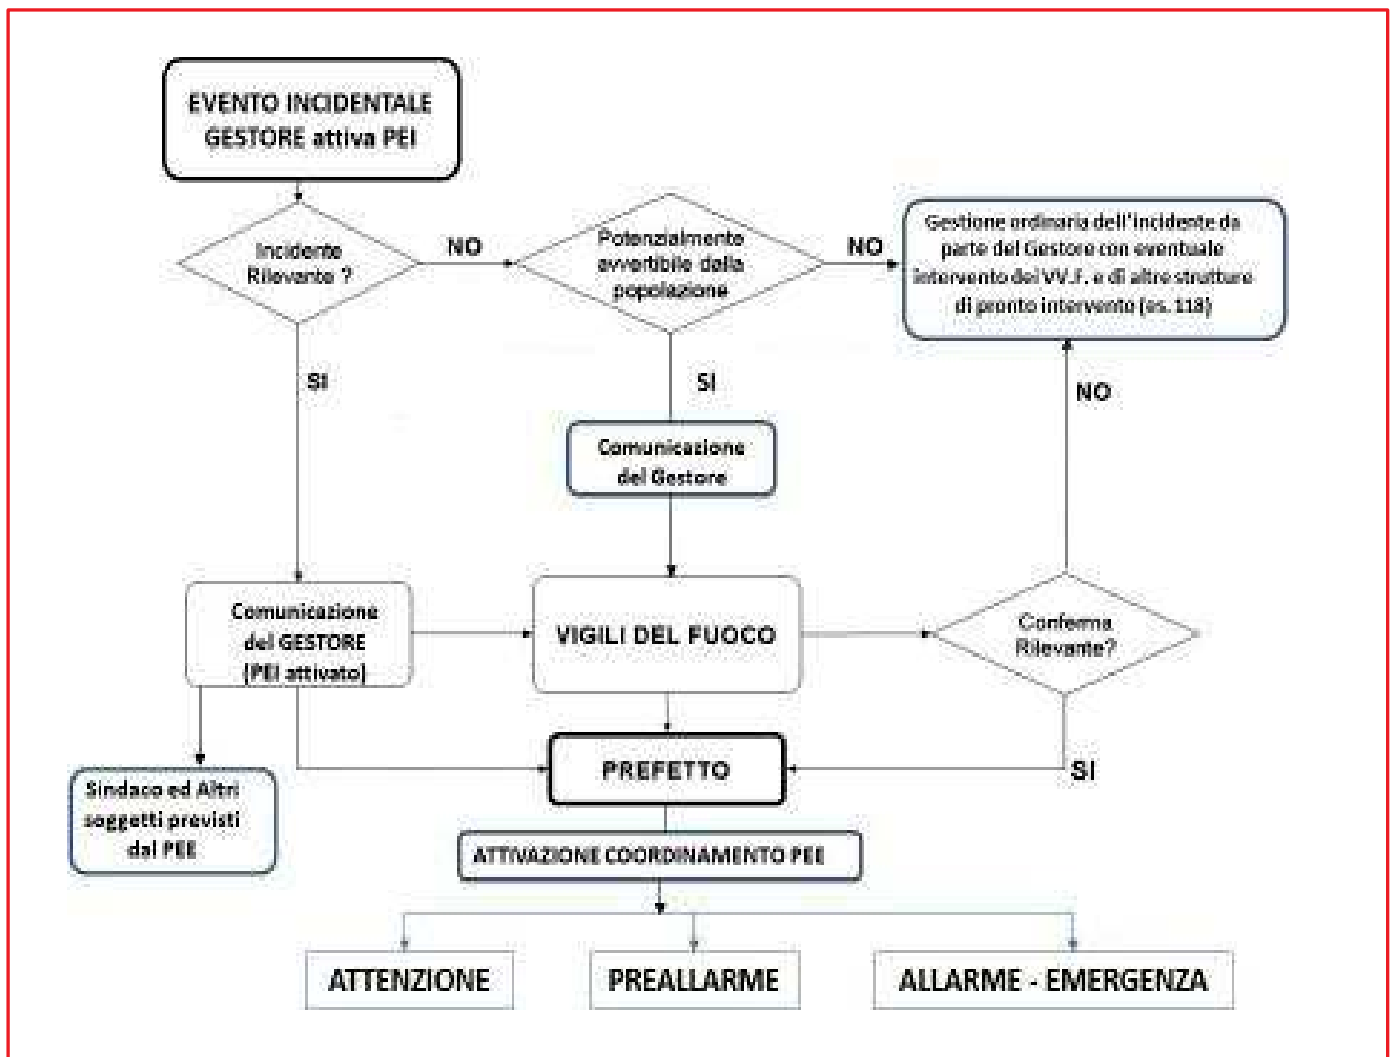 EVENTO INCIDENTALE
GESTORE attiva PEI
Incidente
Rilevante ?
NO
Potenzialmente
avvertibile dalla
popolazione
NO
Gestione ordinaria dell'incidente da
parte del Gestore con eventuale
intervento dei VV.F. e di altre strutture
di pronto intervento (es. 118)
SI
SI
NO
Comunicazione
del Gestore
Comunicazione
del GESTORE
(PEI attivato)
VIGILI DEL FUOCO
Conferma
Rilevante?
PREFETTO
SI
Sindaco ed Altri
soggetti previsti
dal PEE
ATTIVAZIONE COORDINAMENTO PEE
ATTENZIONE
PREALLARME
ALLARME - EMERGENZA